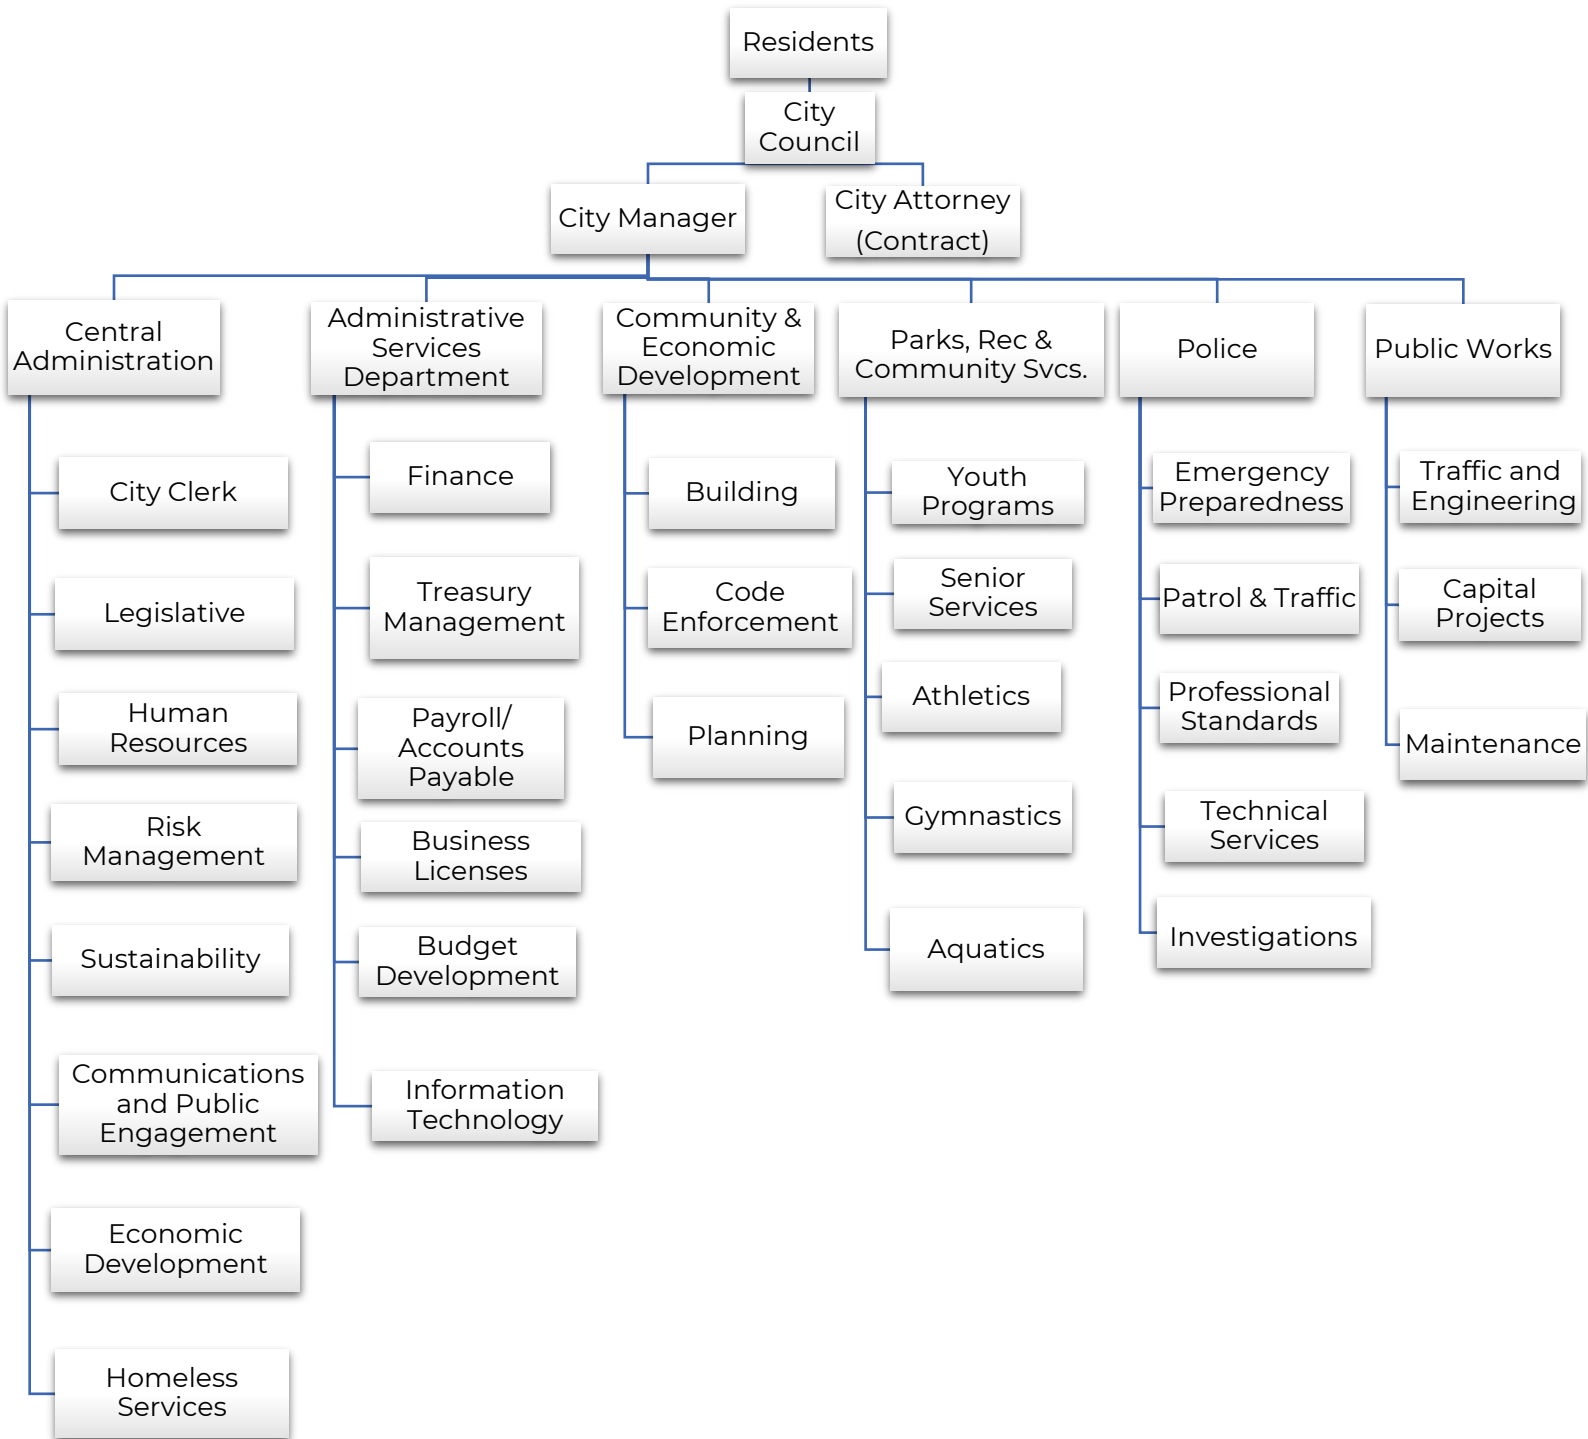 Residents
City
Council
City Manager
City Attorney
(Contract)
Central
Administration
Administrative
Services
Department
Community &
Economic
Development
Parks, Rec &
Community Svcs.
Police
Public Works
City Clerk
Legislative
Human
Resources
Risk
Management
Sustainability
Communications
and Public
Engagement
Economic
Development
Homeless
Services
Finance
Treasury
Management
Payroll/
Accounts
Payable
Business
Licenses
Budget
Development
Information
Technology
Building
Code
Enforcement
Planning
Youth
Programs
Senior
Services
Athletics
Gymnastics
Aquatics
Emergency
Preparedness
Patrol & Traffic
Professional
Standards
Technical
Services
Investigations
Traffic and
Engineering
Capital
Projects
Maintenance